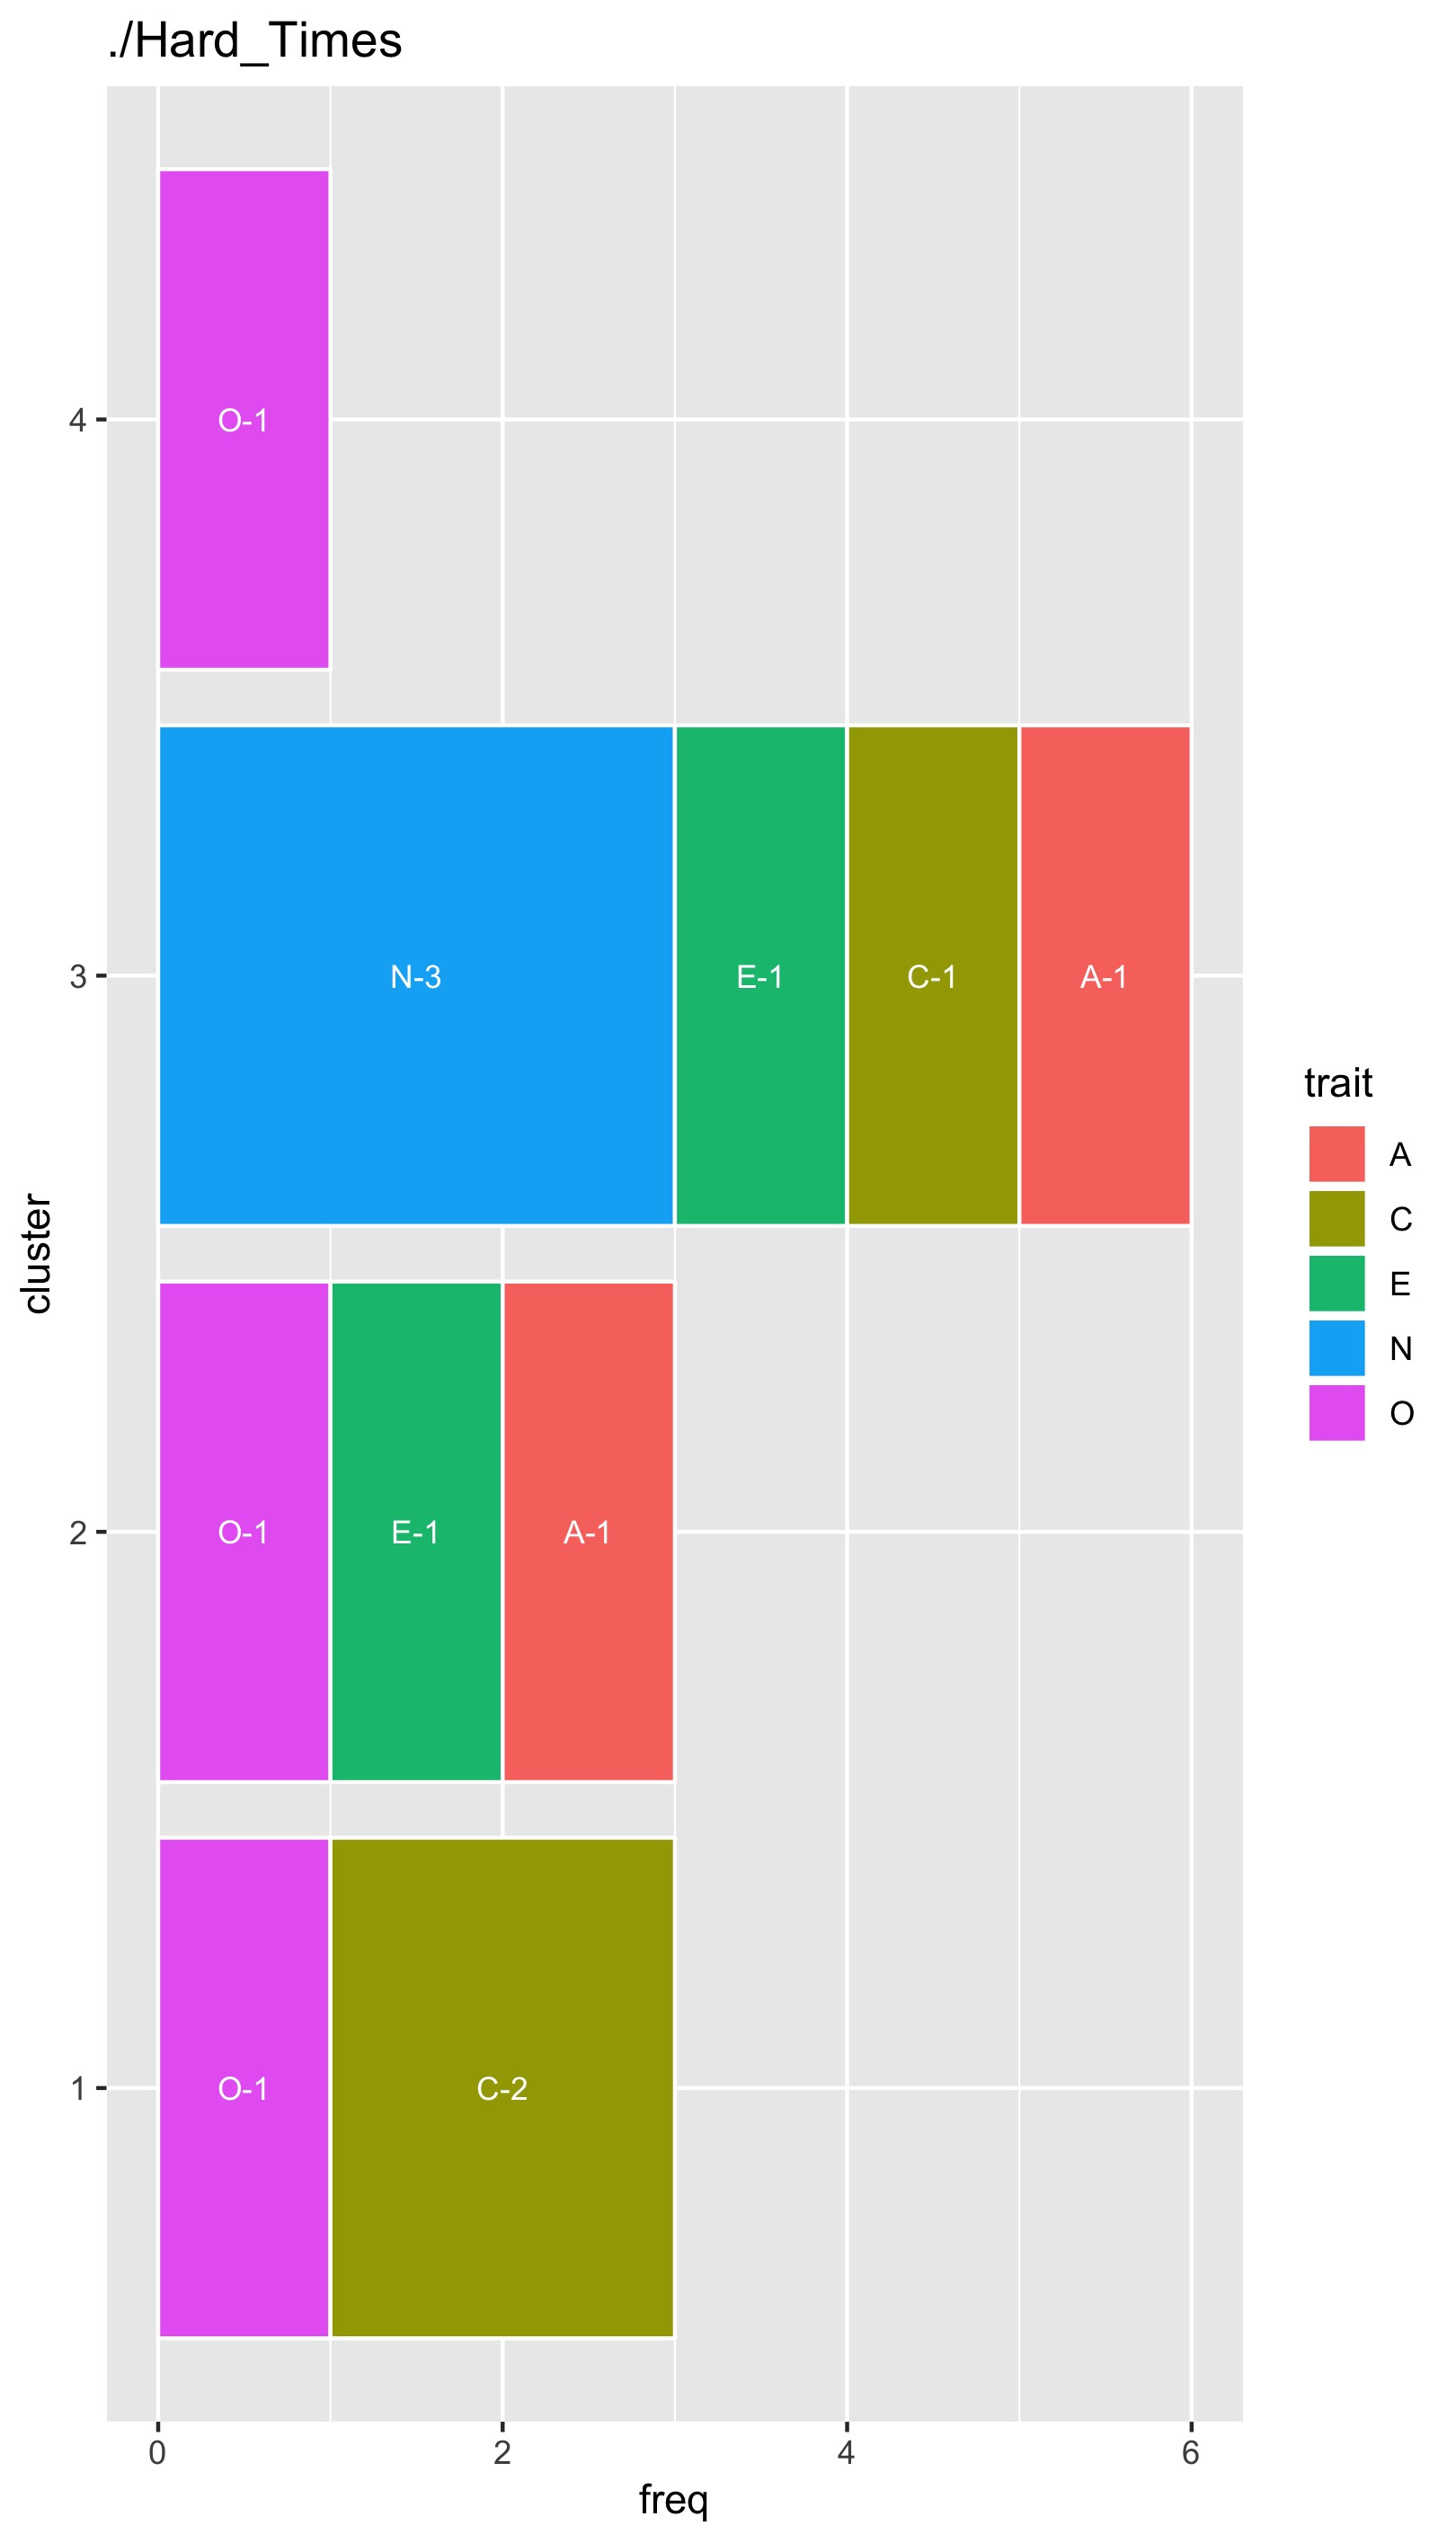 ./Hard_Times
4
O-1
3
N-3 E-1 C-1 A-1
2
O-1 E-1 A-1
1
O-1 C-2
0 2 4 6
freq
cluster
trait
A
C
E
N
O